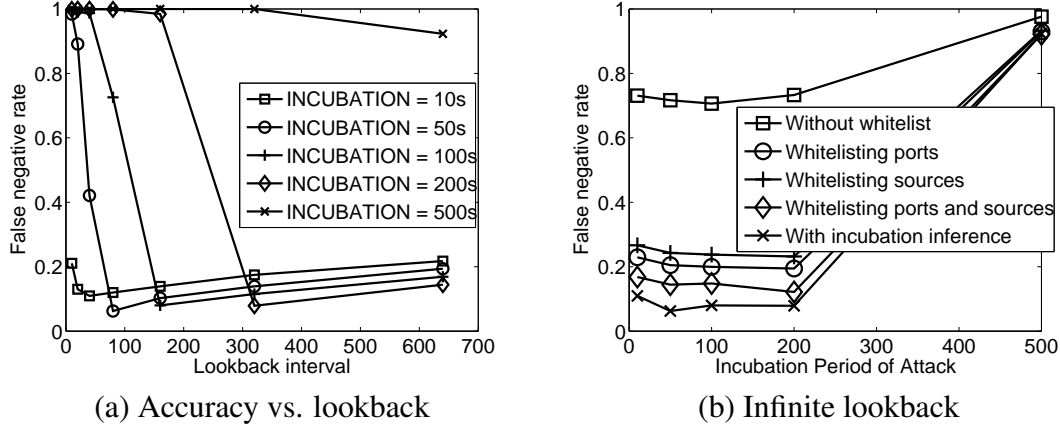 1
0.8
0.6
0.4
0.2
0
False negative rate
INCUBATION = 10s
INCUBATION = 50s
INCUBATION = 100s
INCUBATION = 200s
INCUBATION = 500s
0 100 200 300 400 500 600 700
Lookback interval
(a) Accuracy vs. lookback
1
0.8
0.6
0.4
0.2
0
False negative rate
Without whitelist
Whitelisting ports
Whitelisting sources
Whitelisting ports and sources
With incubation inference
0 100 200 300 400 500
Incubation Period of Attack
(b) Infinite lookback